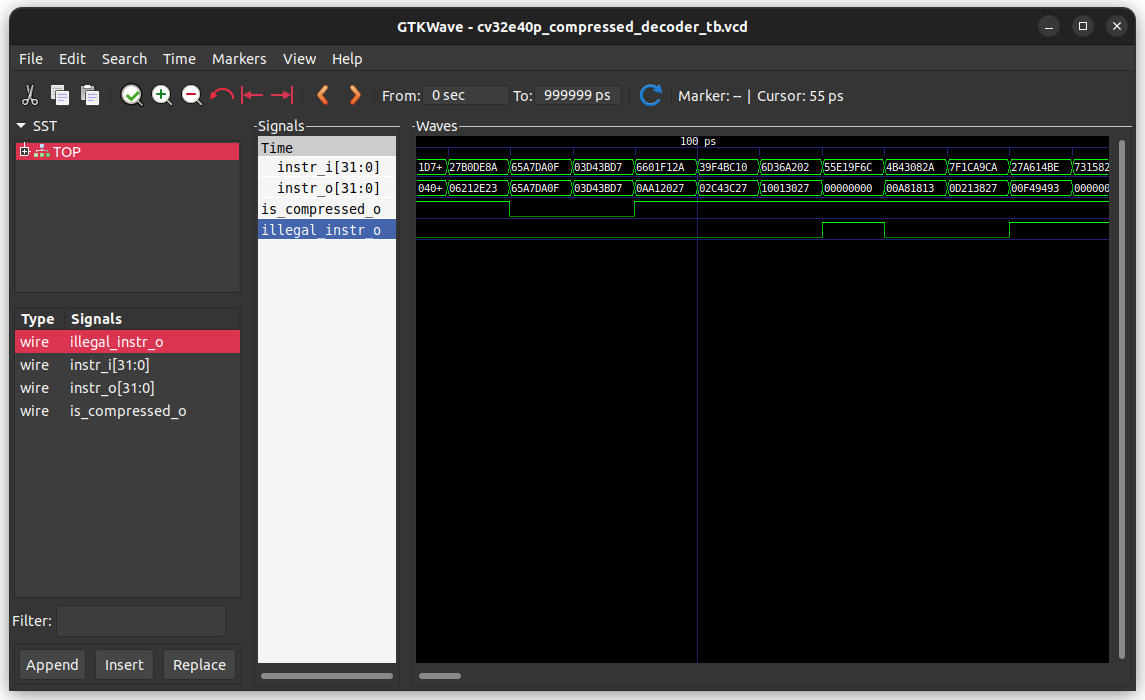 GTKWave - cv32e40p_compressed_decoder_tb.vcd
File Edit Search Time Markers View Help
From: 0 sec To: 999999 ps Marker: -- | Cursor: 55 ps
SST
TOP
Type Signals
wire illegal_instr_o
wire instr_i[31:0]
wire instr_o[31:0]
wire is_compressed_o
Filter:
Append Insert Replace
Signals
Time
instr_i[31:0]
instr_o[31:0]
is_compressed_o
illegal_instr_o
Waves
100 ps
1D7+ 27B0DE8A 65A7DA0F 03D43BD7 6601F12A 39F4BC10 6D36A202 55E19F6C 4B43082A 7F1CA9CA 27A614BE 731582
040+ 06212E23 65A7DA0F 03D43BD7 0AA12027 02C43C27 10013027 00000000 00A81813 0D213827 00F49493 000000